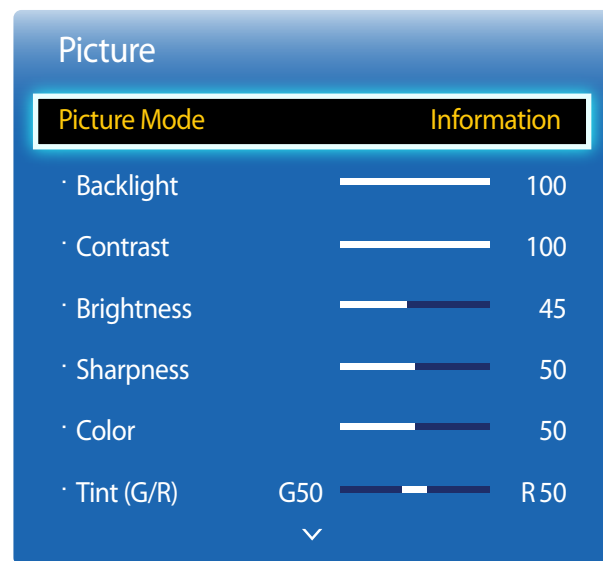 Picture
Picture Mode Information
· Backlight 100
· Contrast 100
· Brightness 45
· Sharpness 50
· Color 50
· Tint (G/R) G50 R50